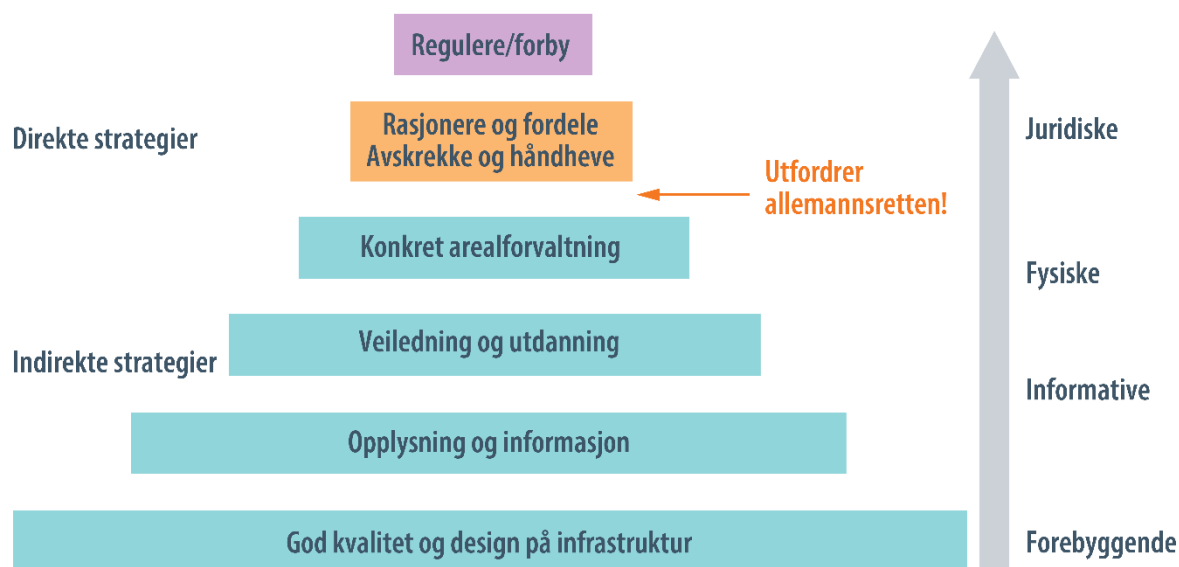 Regulere/forby
Direkte strategier
Rasjonere og fordele
Avskrekke og håndheve
Juridiske
Utfordrer
allemannsretten!
Konkret arealforvaltning
Fysiske
Veiledning og utdanning
Indirekte strategier
Informative
Opplysning og informasjon
God kvalitet og design på infrastruktur
Forebyggende